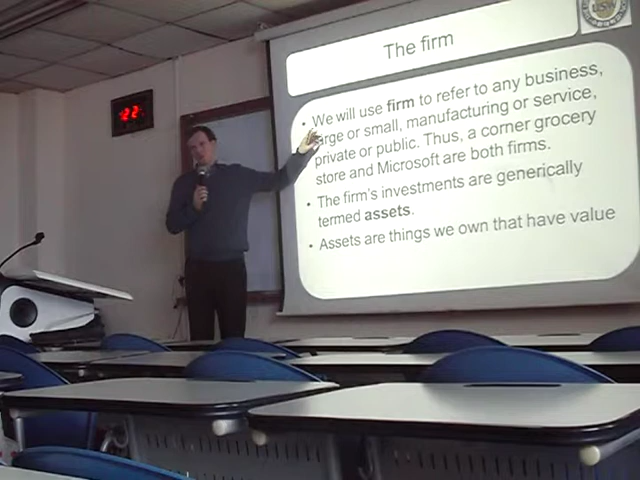 The firm
• We will use firm to refer to any business,
large or small, manufacturing or service,
private or public. Thus, a corner grocery
store and Microsoft are both firms.
• The firm's investments are generically
termed assets.
• Assets are things we own that have value